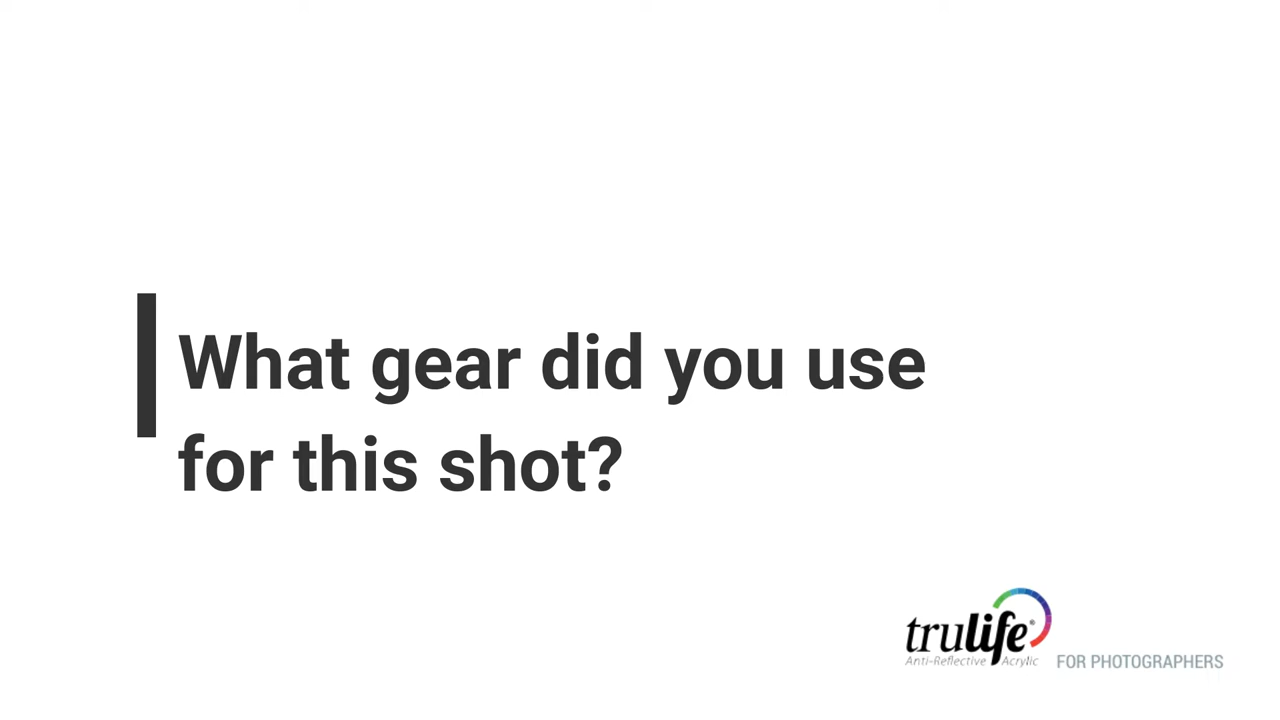 What gear did you use
for this shot?
trulife®
Anti-Reflective Acrylic
FOR PHOTOGRAPHERS